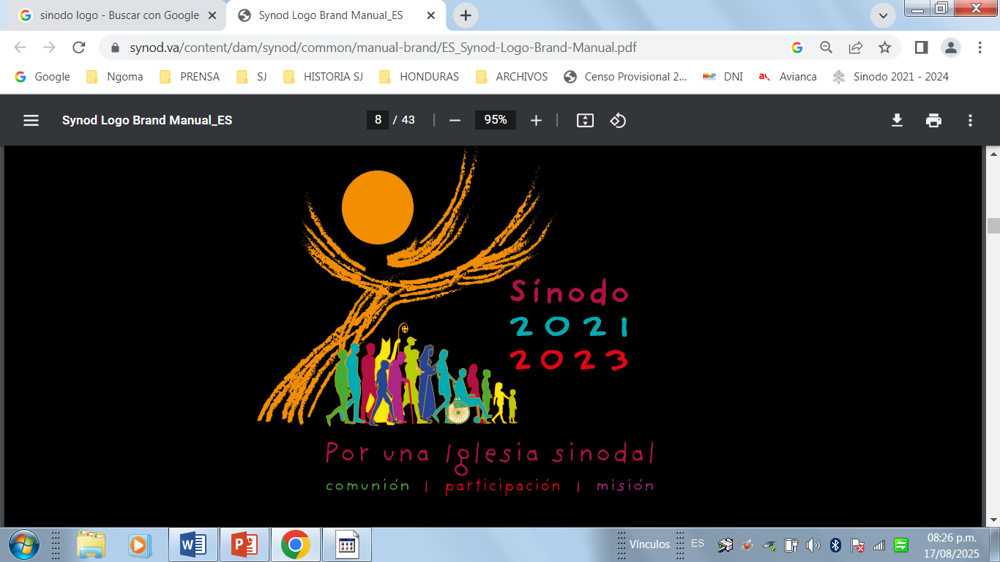 sinodo logo - Buscar con Google
Synod Logo Brand Manual_ES
synod.va/content/dam/synod/common/manual-brand/ES_Synod-Logo-Brand-Manual.pdf
Google
Ngoma
PRENSA
SJ
HISTORIA SJ
HONDURAS
ARCHIVOS
Censo Provisional 2...
RNP DNI
Avianca
Sinodo 2021 - 2024
Synod Logo Brand Manual_ES
8 / 43
95%
Sínodo
2021
2023
Por una Iglesia sinodal
comunión | participación | misión
Vínculos
ES
08:26 p.m.
17/08/2025